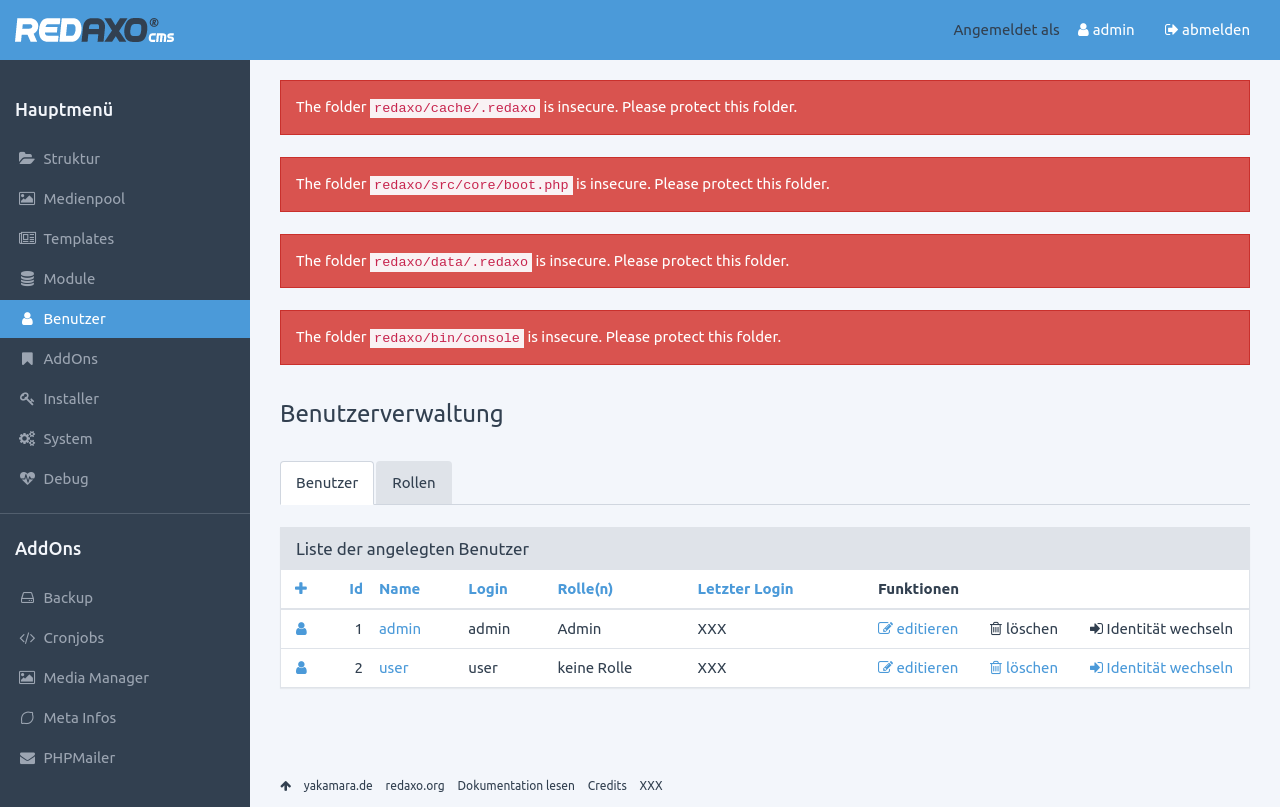 REDAXO® cms
Angemeldet als admin abmelden
Hauptmenü
Struktur
Medienpool
Templates
Module
Benutzer
AddOns
Installer
System
Debug
AddOns
Backup
Cronjobs
Media Manager
Meta Infos
PHPMailer
The folder redaxo/cache/.redaxo is insecure. Please protect this folder.
The folder redaxo/src/core/boot.php is insecure. Please protect this folder.
The folder redaxo/data/.redaxo is insecure. Please protect this folder.
The folder redaxo/bin/console is insecure. Please protect this folder.
Benutzerverwaltung
Benutzer Rollen
Liste der angelegten Benutzer
Id Name Login Rolle(n) Letzter Login Funktionen
1 admin admin Admin XXX editieren löschen Identität wechseln
2 user user keine Rolle XXX editieren löschen Identität wechseln
yakamara.de redaxo.org Dokumentation lesen Credits XXX